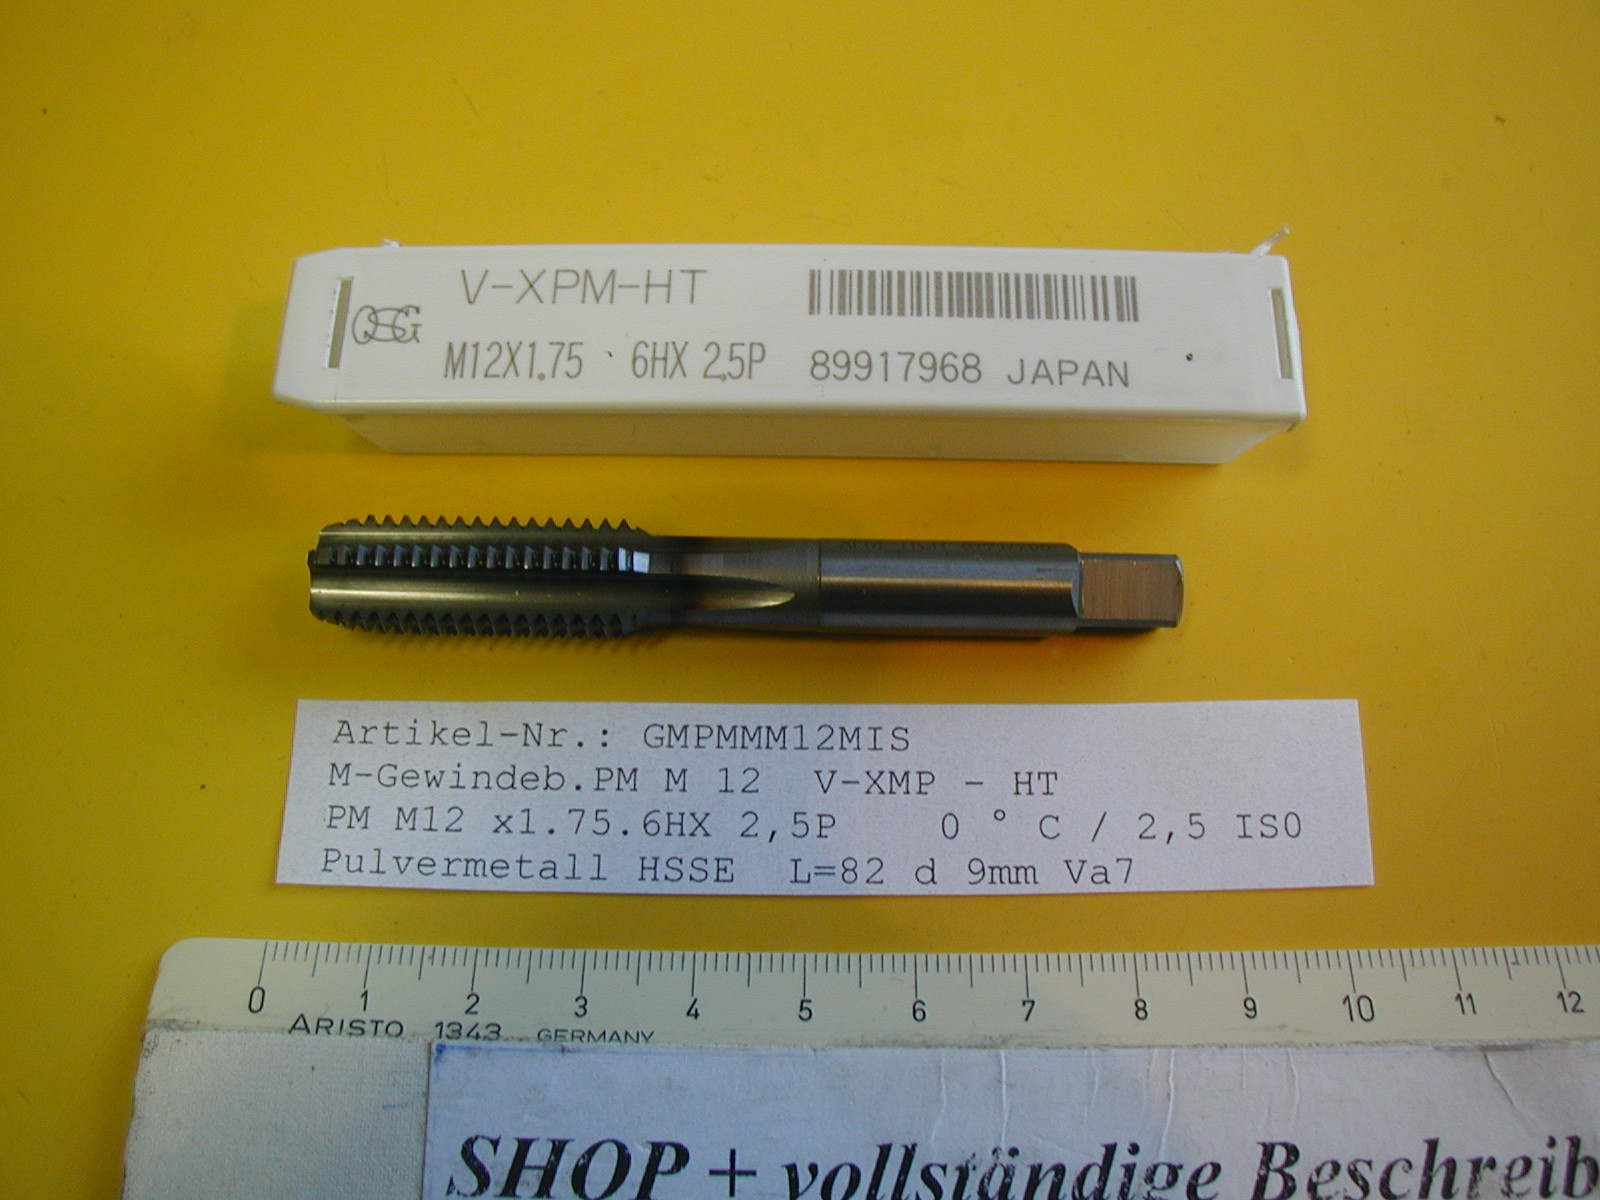 V-XPM-HT
OSG
M12X1.75 6HX 2,5P 89917968 JAPAN
Artikel-Nr.: GMPMMM12MIS
M-Gewindeb.PM M 12 V-XMP - HT
PM M12 x1.75.6HX 2,5P 0 ° C / 2,5 ISO
Pulvermetall HSSE L=82 d 9mm Va7
0 1 2 3 4 5 6 7 8 9 10 11 12
ARISTO 1343 GERMANY
SHOP + vollständige Beschreib